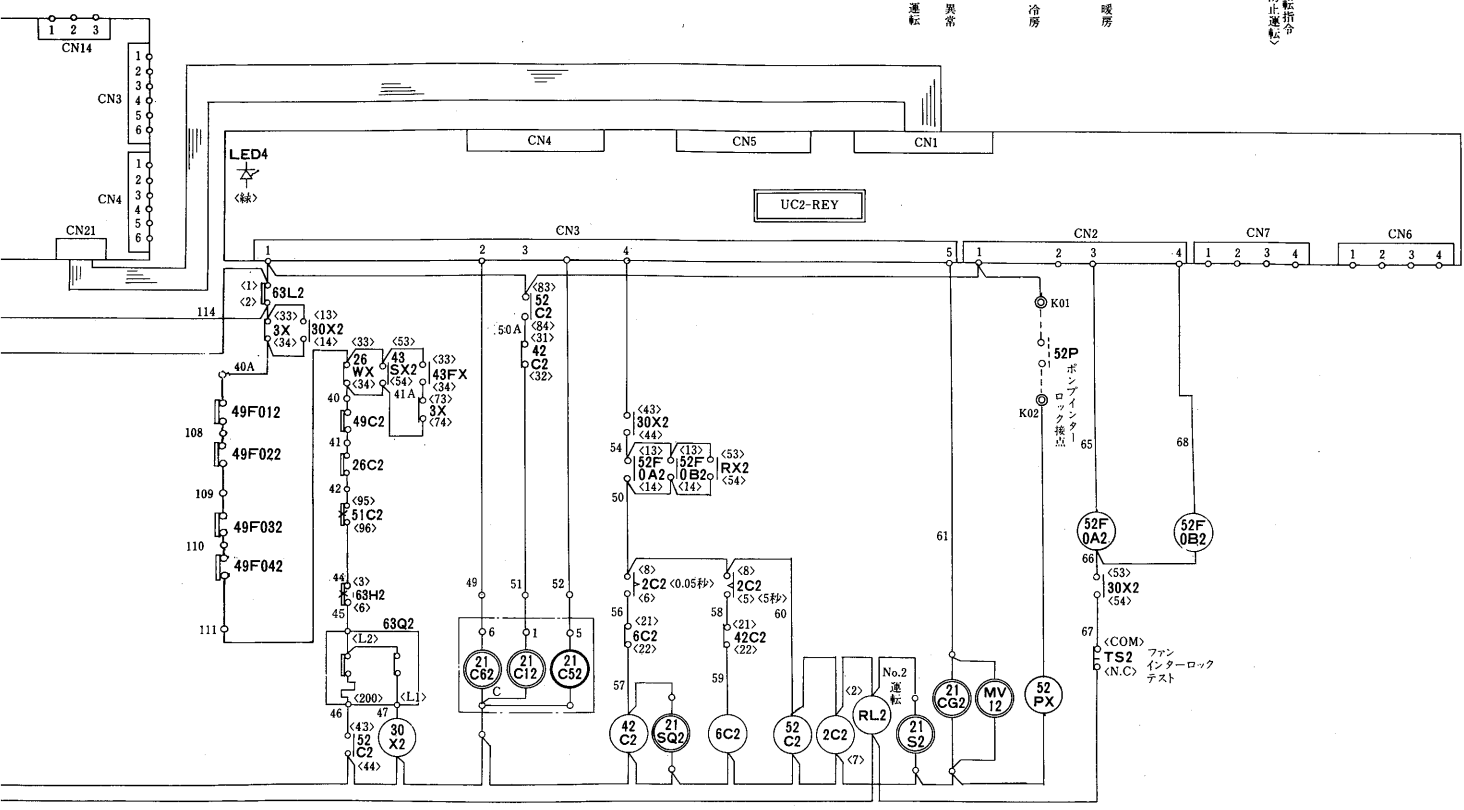 運転
異常
冷房
暖房
転指令
止運転>
1 2 3
CN14
1
2
3
4
5
6
CN3
1
2
3
4
5
6
CN4
CN21
LED4
<緑>
CN4
CN5
CN1
UC2-REY
CN3
1
2
3
4
5
CN2
1
2
3
4
CN7
1 2 3 4
CN6
1 2 3 4
<1>
<2>
63L2
114
<33>
3X
<34>
<13>
30X2
<14>
40A
49F012
108
49F022
109
49F032
110
49F042
111
<33>
26
WX
<34>
<53>
43
SX2
<54>
41A
<33>
43FX
<34>
<73>
3X
<74>
40
49C2
41
26C2
42
<95>
51C2
<96>
44
<3>
63H2
<6>
45
63Q2
<L2>
<200>
<L1>
46
47
<43>
52
C2
<44>
30
X2
<83>
52
C2
<84>
50A
<31>
42
C2
<32>
49
51
52
6
1
5
21
C62
21
C12
21
C52
C
<43>
30X2
<44>
54
<13>
52F
0A2
<14>
<13>
52F
0B2
<14>
<53>
RX2
<54>
50
<8>
2C2 <0.05秒>
<6>
<8>
2C2
<5> <5秒>
56
<21>
6C2
<22>
58
<21>
42C2
<22>
60
57
59
42
C2
21
SQ2
6C2
52
C2
2C2
<2>
<7>
RL2
No.2
運転
21
S2
61
21
CG2
MV
12
K01
52P
ポンプインター
ロック接点
K02
52
PX
65
68
52F
0A2
52F
0B2
66
<53>
30X2
<54>
67
<COM>
TS2
<N.C>
ファン
インターロック
テスト